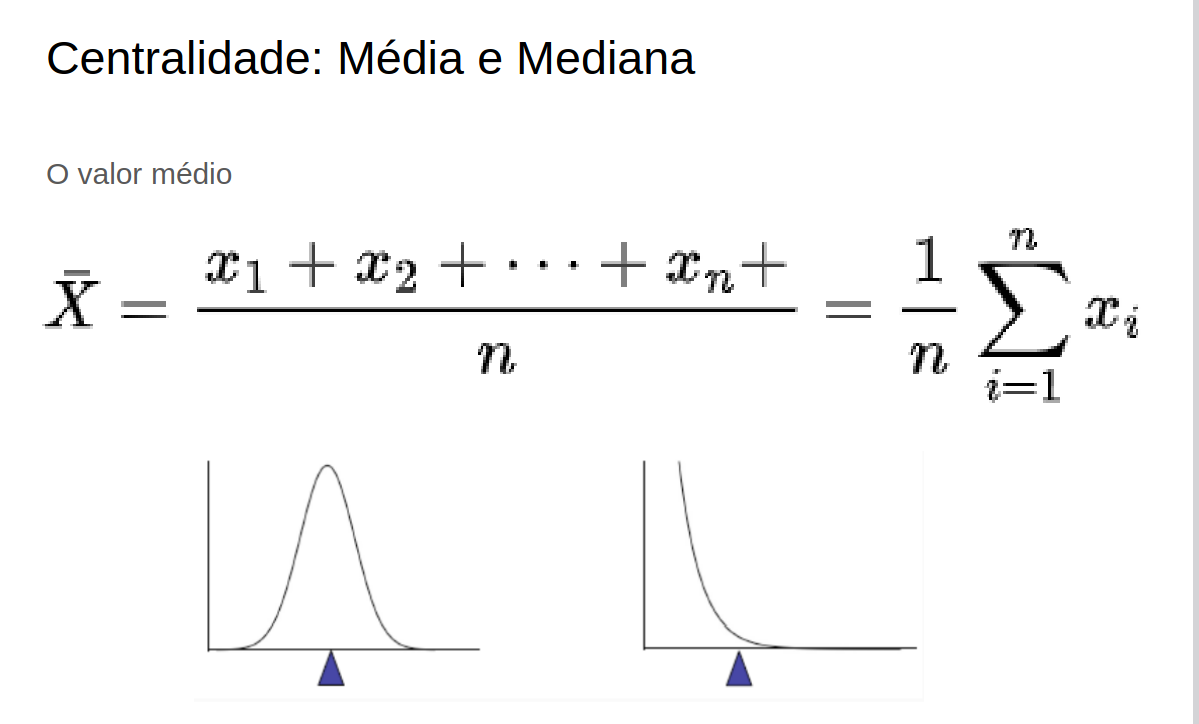 Centralidade: Média e Mediana
O valor médio
X̄ = (x₁ + x₂ + · · · + xₙ+)/n = 1/n ∑ᵢ₌₁ⁿ xᵢ